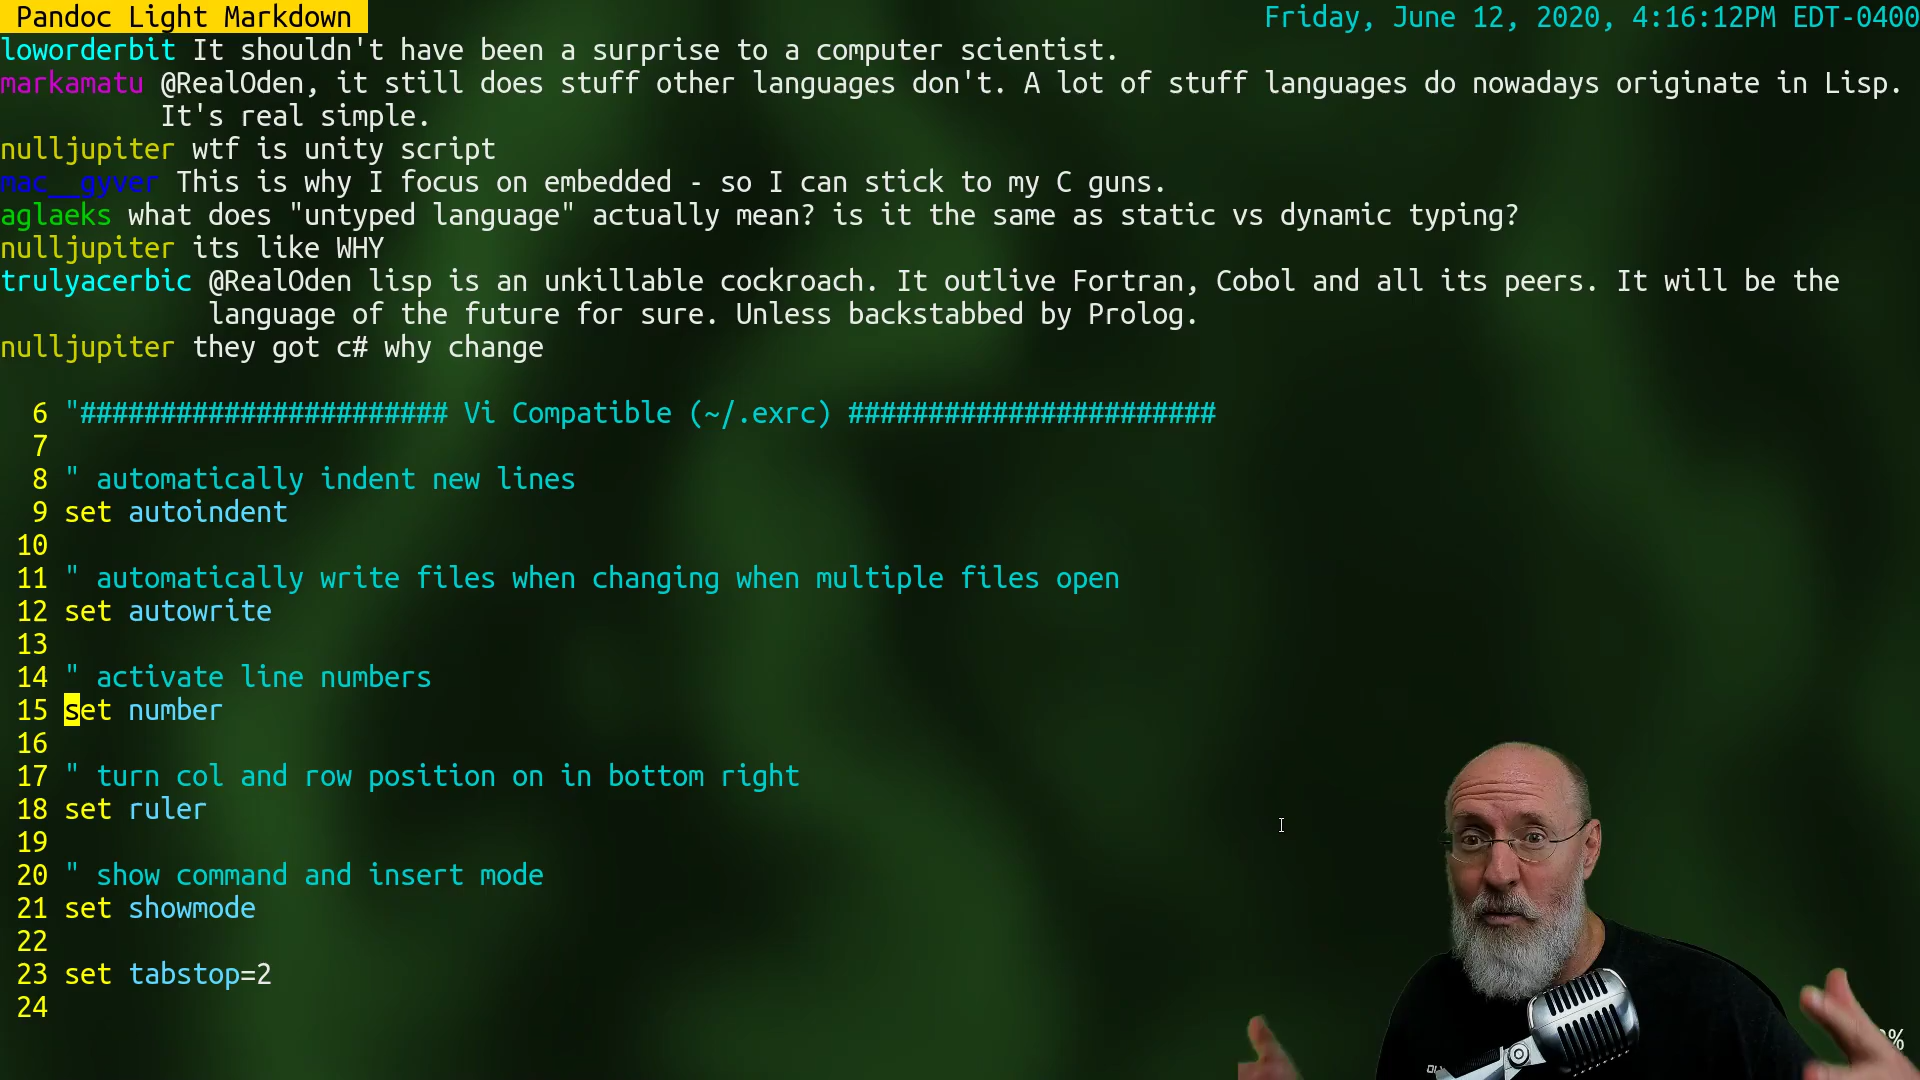 Pandoc Light Markdown
Friday, June 12, 2020, 4:16:12PM EDT-0400
loworderbit It shouldn't have been a surprise to a computer scientist.
markamatu @RealOden, it still does stuff other languages don't. A lot of stuff languages do nowadays originate in Lisp.
It's real simple.
nulljupiter wtf is unity script
mac__gyver This is why I focus on embedded - so I can stick to my C guns.
aglaeks what does "untyped language" actually mean? is it the same as static vs dynamic typing?
nulljupiter its like WHY
trulyacerbic @RealOden lisp is an unkillable cockroach. It outlive Fortran, Cobol and all its peers. It will be the
language of the future for sure. Unless backstabbed by Prolog.
nulljupiter they got c# why change
6 "####################### Vi Compatible (~/.exrc) #######################
7
8 " automatically indent new lines
9 set autoindent
10
11 " automatically write files when changing when multiple files open
12 set autowrite
13
14 " activate line numbers
15 set number
16
17 " turn col and row position on in bottom right
18 set ruler
19
20 " show command and insert mode
21 set showmode
22
23 set tabstop=2
24